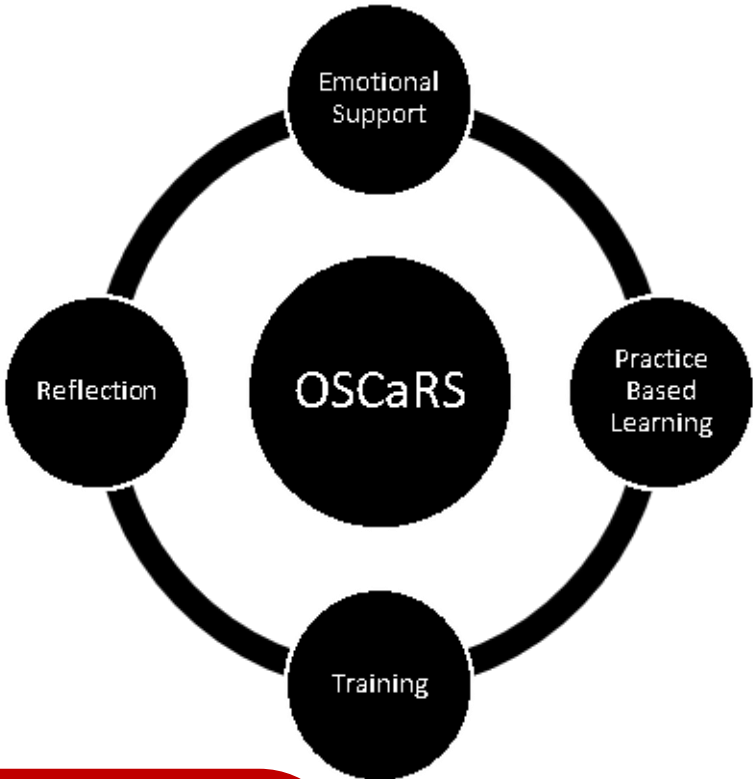 Emotional
Support
Practice
Based
Learning
Reflection
OSCaRS
Training